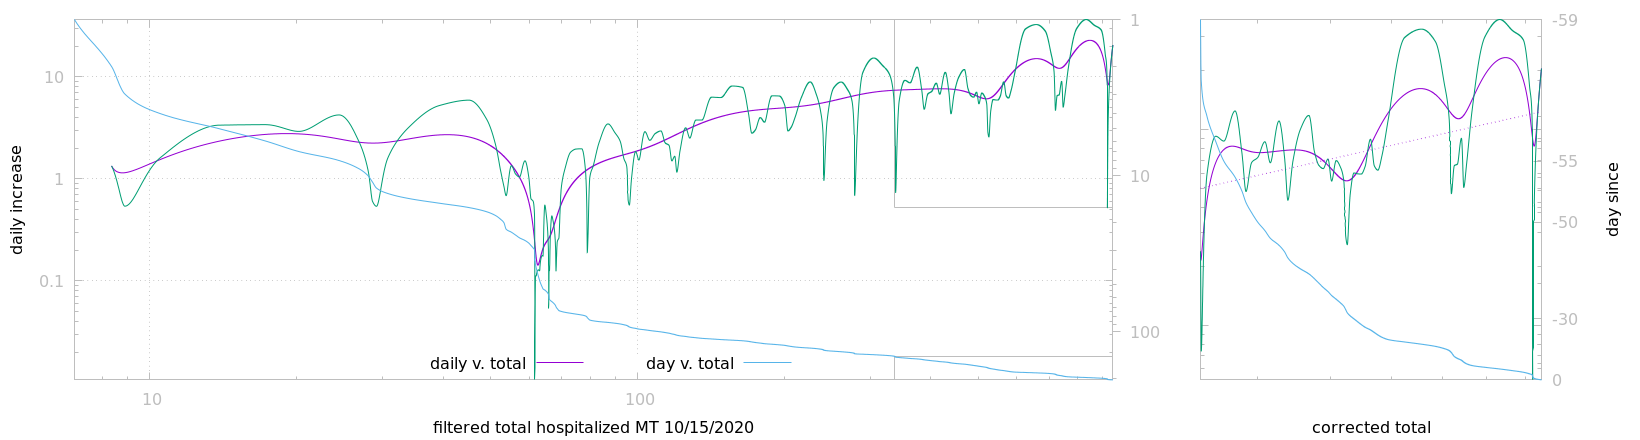 daily increase
10
1
0.1
daily v. total
day v. total
10
100
filtered total hospitalized MT 10/15/2020
1
10
100
-59
-55
-50
-30
0
day since
corrected total